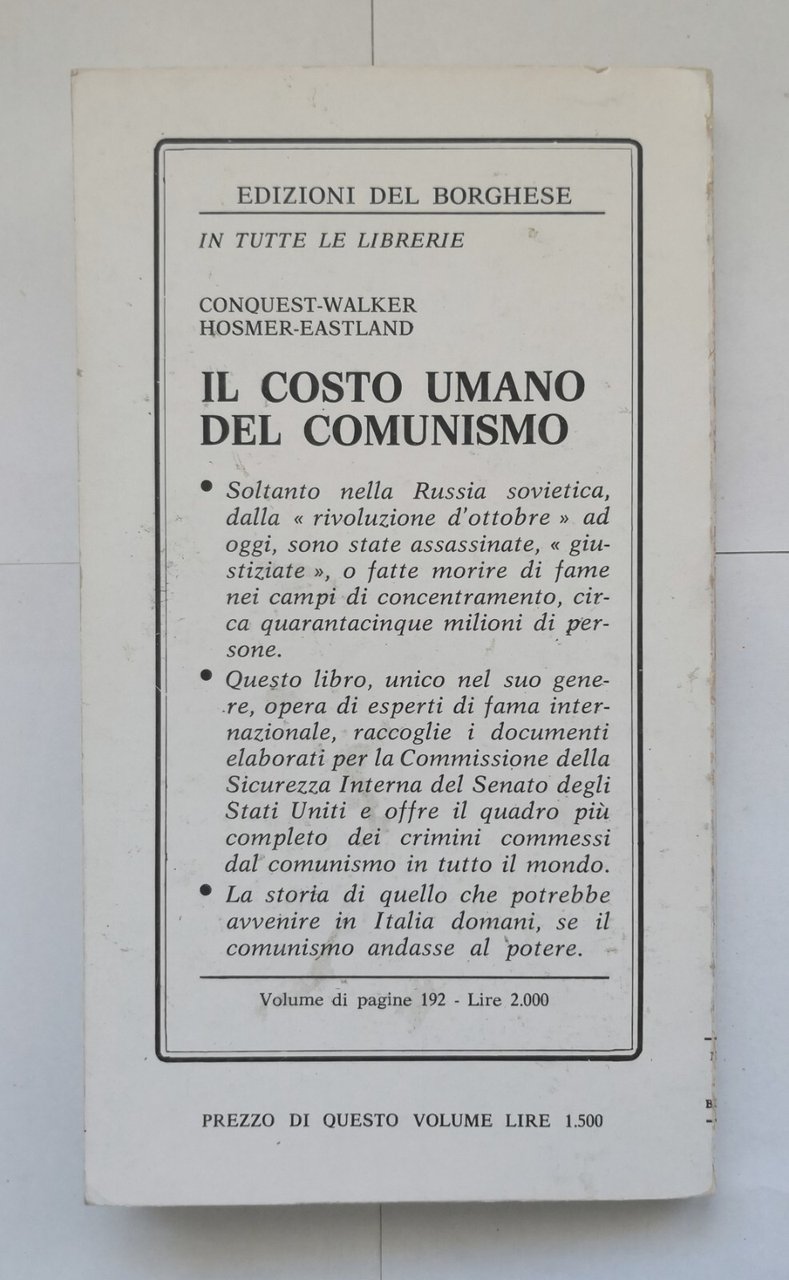 EDIZIONI DEL BORGHESE
IN TUTTE LE LIBRERIE
CONQUEST-WALKER
HOSMER-EASTLAND
IL COSTO UMANO
DEL COMUNISMO
• Soltanto nella Russia sovietica,
dalla « rivoluzione d'ottobre » ad
oggi, sono state assassinate, « giu-
stiziate », o fatte morire di fame
nei campi di concentramento, cir-
ca quarantacinque milioni di per-
sone.
• Questo libro, unico nel suo gene-
re, opera di esperti di fama inter-
nazionale, raccoglie i documenti
elaborati per la Commissione della
Sicurezza Interna del Senato degli
Stati Uniti e offre il quadro più
completo dei crimini commessi
dal comunismo in tutto il mondo.
• La storia di quello che potrebbe
avvenire in Italia domani, se il
comunismo andasse al potere.
Volume di pagine 192 - Lire 2.000
PREZZO DI QUESTO VOLUME LIRE 1.500